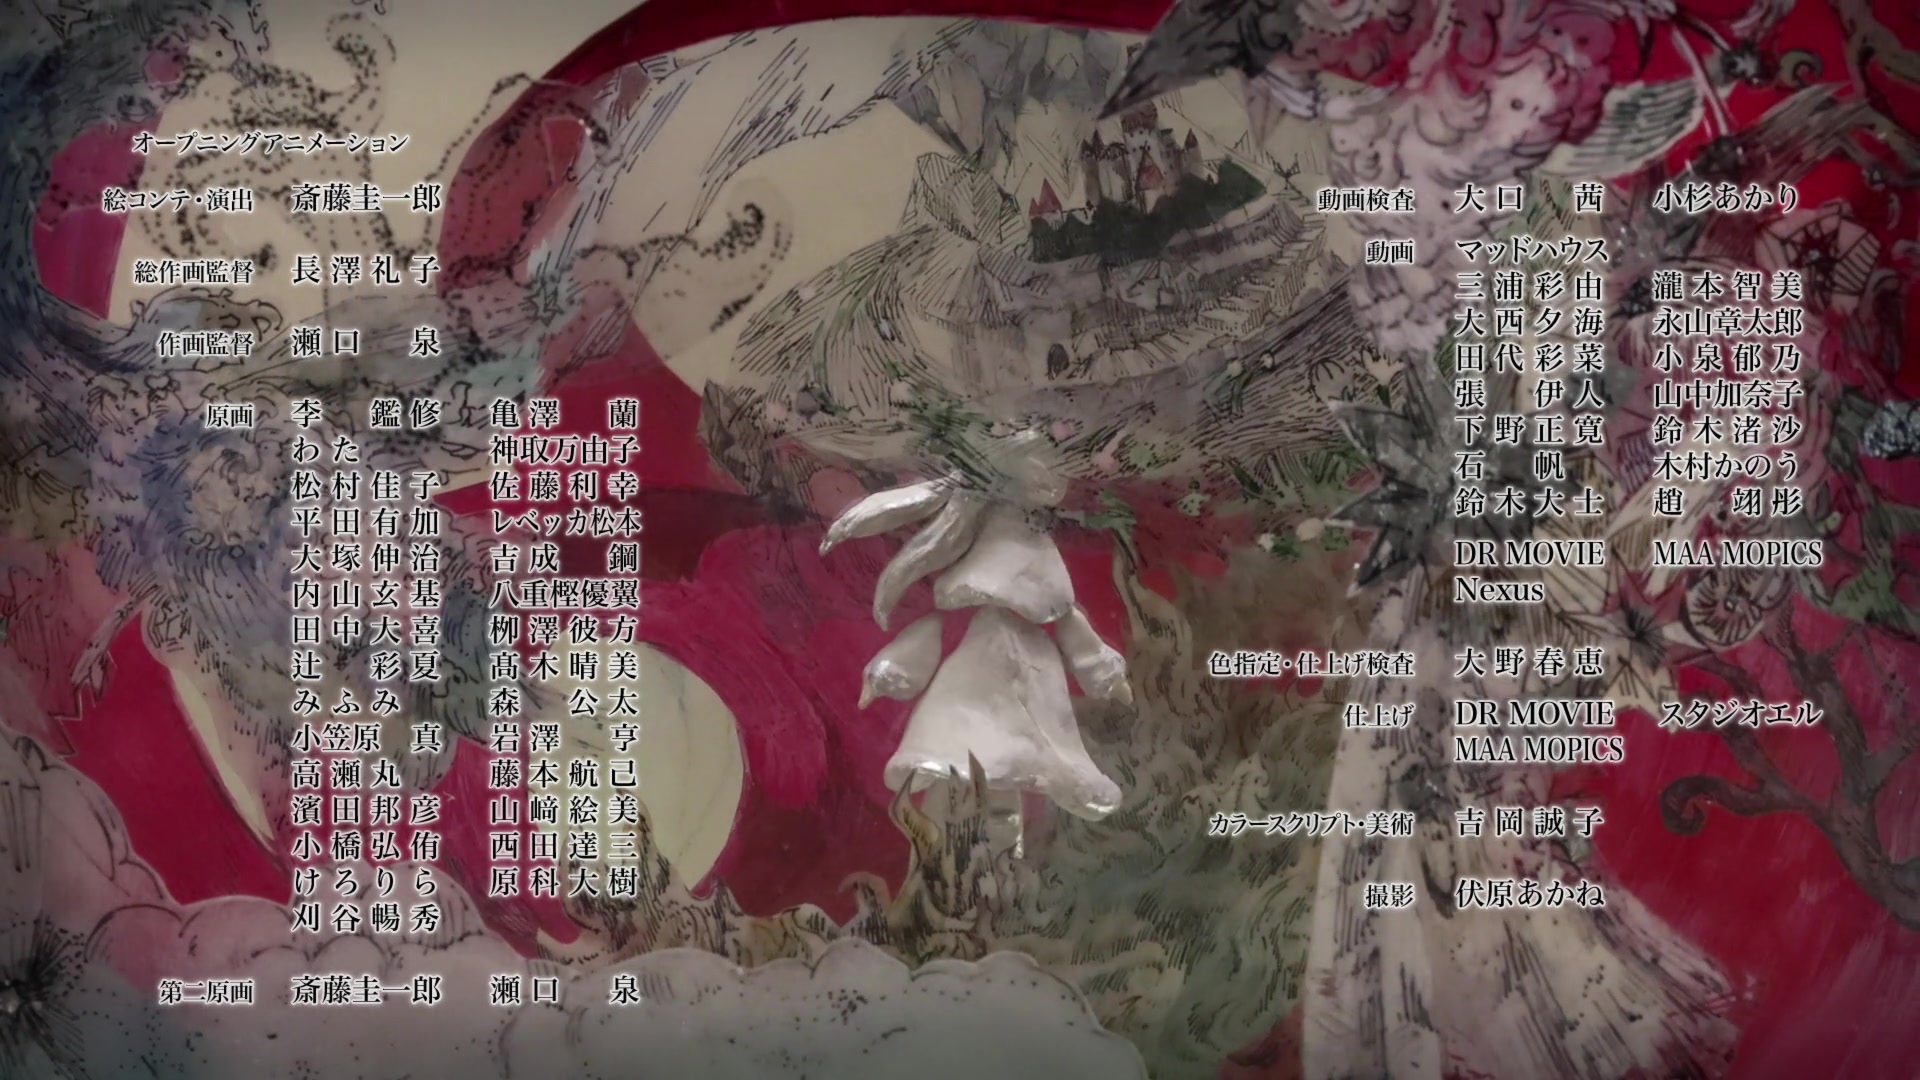 オープニングアニメーション
絵コンテ・演出 斎藤圭一郎
総作画監督 長澤礼子
作画監督 瀬口 泉
原画 李 鑑修 亀澤 蘭
わた 神取万由子
松村佳子 佐藤利幸
平田有加 レベッカ松本
大塚伸治 吉成 鋼
内山玄基 八重樫優翼
田中大喜 栁澤彼方
辻 彩夏 髙木晴美
みふみ 森 公太
小笠原 真 岩澤 亨
高瀬丸 藤本航己
濱田邦彦 山﨑絵美
小橋弘侑 西田達三
けろりら 原科大樹
刈谷暢秀
第二原画 斎藤圭一郎 瀬口 泉
動画検査 大口 茜 小杉あかり
動画 マッドハウス
三浦彩由 瀧本智美
大西夕海 永山章太郎
田代彩菜 小泉郁乃
張 伊人 山中加奈子
下野正寛 鈴木渚沙
石 帆 木村かのう
鈴木大士 趙 翊彤
DR MOVIE MAA MOPICS
Nexus
色指定・仕上げ検査 大野春恵
仕上げ DR MOVIE スタジオエル
MAA MOPICS
カラースクリプト・美術 吉岡誠子
撮影 伏原あかね